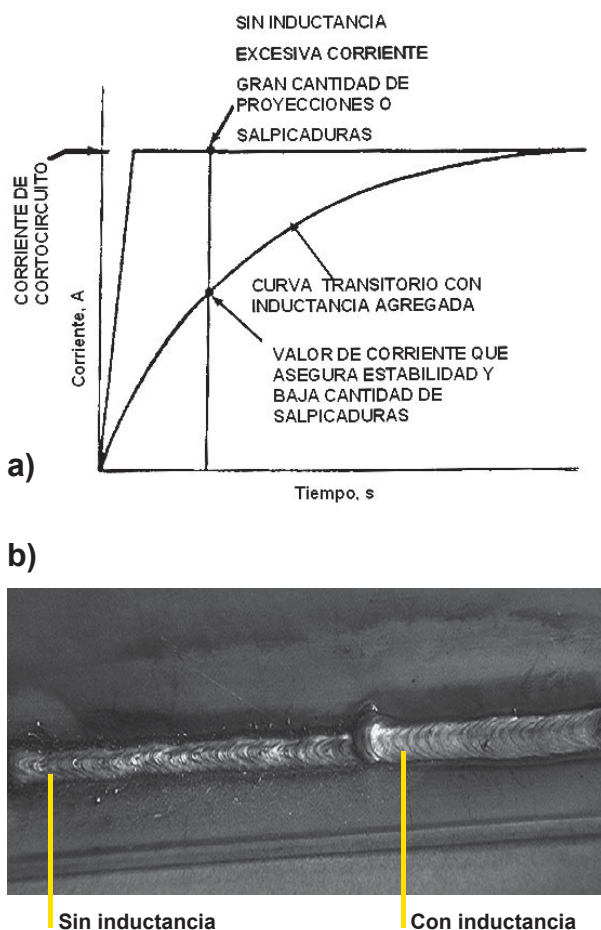 SIN INDUCTANCIA
EXCESIVA CORRIENTE
GRAN CANTIDAD DE
PROYECCIONES O
SALPICADURAS
CORRIENTE DE
CORTOCIRCUITO
Corriente, A
CURVA TRANSITORIO CON
INDUCTANCIA AGREGADA
VALOR DE CORRIENTE QUE
ASEGURA ESTABILIDAD Y
BAJA CANTIDAD DE
SALPICADURAS
a)
Tiempo, s
b)
Sin inductancia
Con inductancia